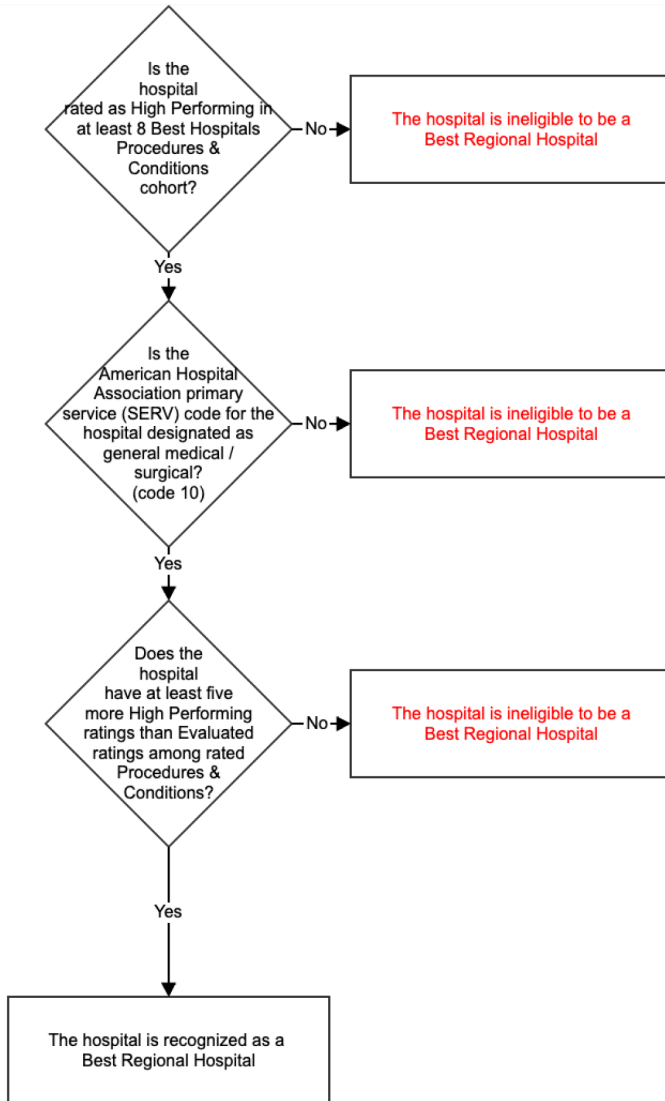 Is the
hospital
rated as High Performing in
at least 8 Best Hospitals
Procedures &
Conditions
cohort?
No
The hospital is ineligible to be a
Best Regional Hospital
Yes
Is the
American Hospital
Association primary
service (SERV) code for the
hospital designated as
general medical /
surgical?
(code 10)
No
The hospital is ineligible to be a
Best Regional Hospital
Yes
Does the
hospital
have at least five
more High Performing
ratings than Evaluated
ratings among rated
Procedures &
Conditions?
No
The hospital is ineligible to be a
Best Regional Hospital
Yes
The hospital is recognized as a
Best Regional Hospital